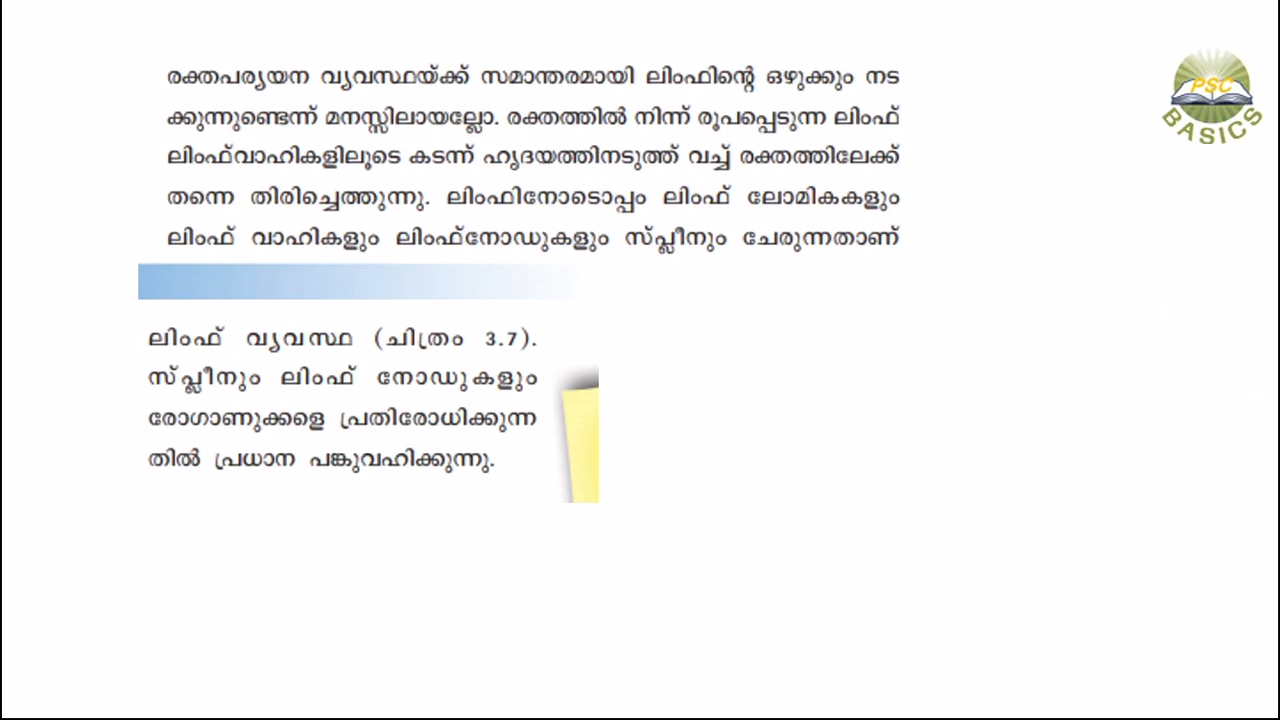 രക്തപര്യയന വ്യവസ്ഥയ്ക്ക് സമാന്തരമായി ലിംഫിന്റെ ഒഴുക്കും നട
ക്കുന്നുണ്ടെന്ന് മനസ്സിലായല്ലോ. രക്തത്തിൽ നിന്ന് രൂപപ്പെടുന്ന ലിംഫ്
ലിംഫ്‌വാഹികളിലൂടെ കടന്ന് ഹൃദയത്തിനടുത്ത് വച്ച് രക്തത്തിലേക്ക്
തന്നെ തിരിച്ചെത്തുന്നു. ലിംഫിനോടൊപ്പം ലിംഫ് ലോമികകളും
ലിംഫ് വാഹികളും ലിംഫ്നോഡുകളും സ്പ്ലീനും ചേരുന്നതാണ്
ലിംഫ് വ്യവസ്ഥ (ചിത്രം 3.7).
സ്പ്ലീനും ലിംഫ് നോഡുകളും
രോഗാണുക്കളെ പ്രതിരോധിക്കുന്ന
തിൽ പ്രധാന പങ്കുവഹിക്കുന്നു.
PSC
BASICS